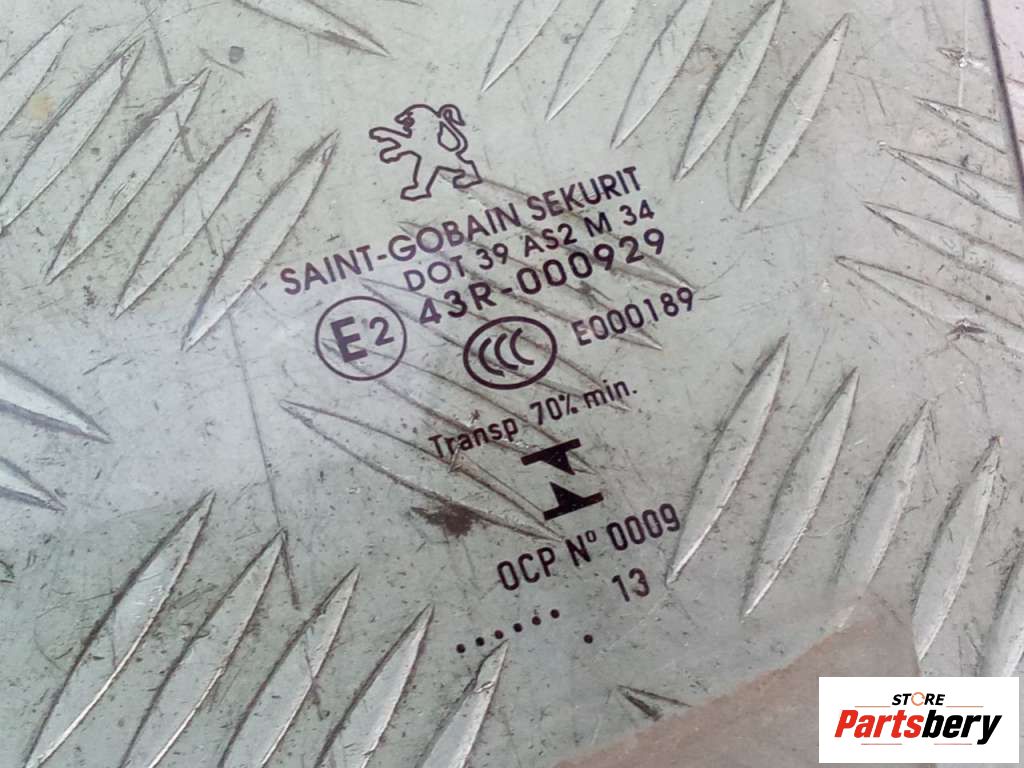 SAINT-GOBAIN SEKURIT
DOT 39 AS2 M 34
43R-000929
E2
CCC
E000189
Transp 70% min.
OCP N° 0009
13
STORE
Partsbery